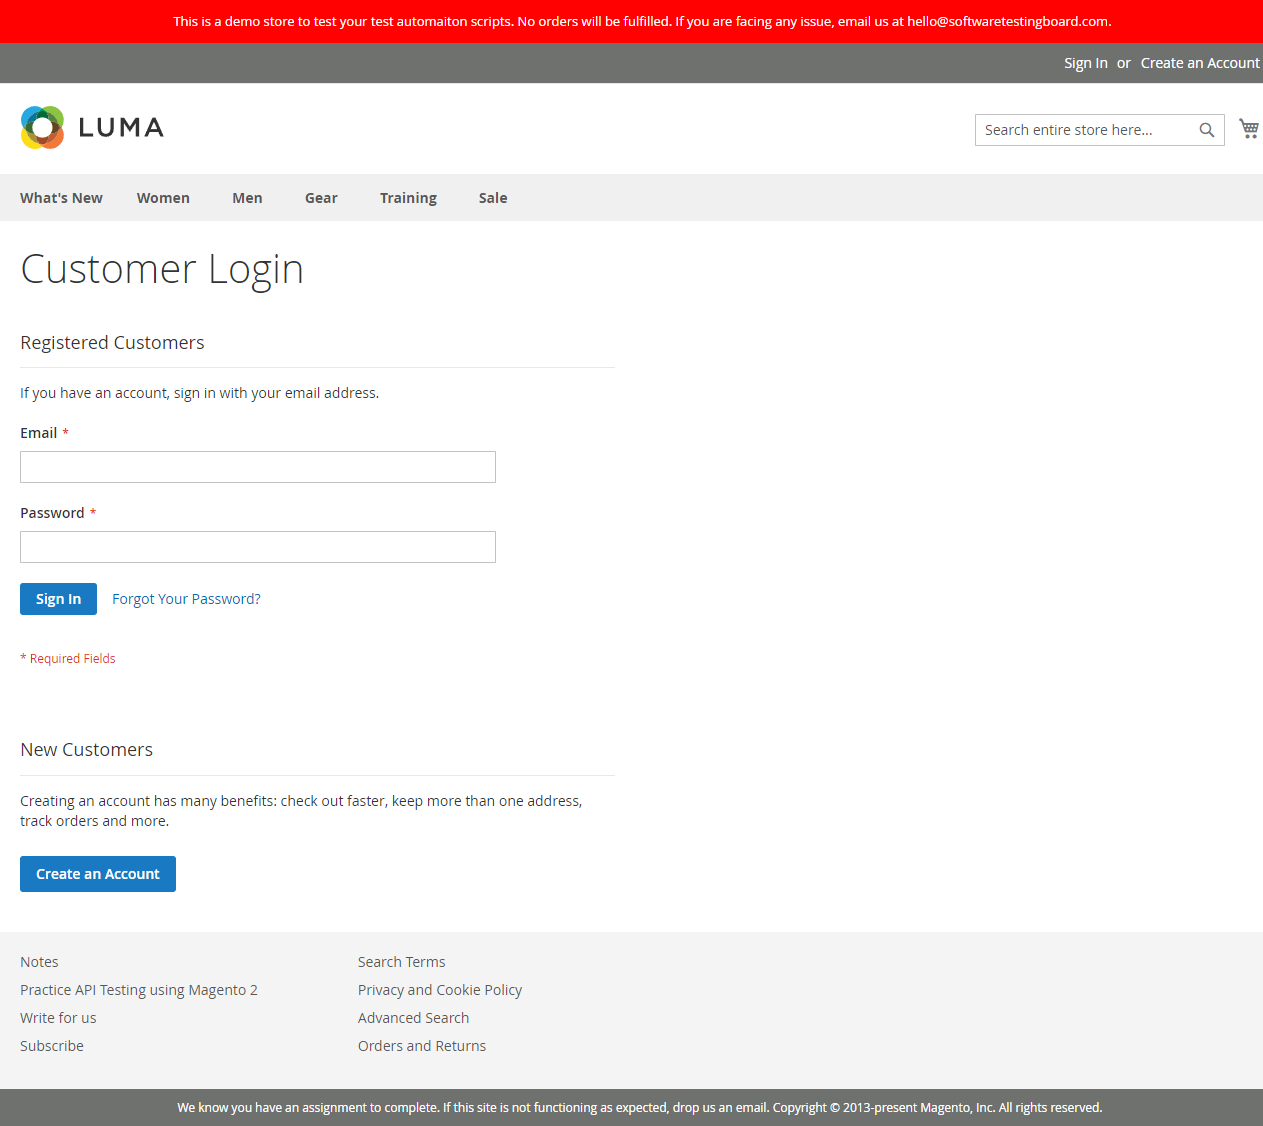 This is a demo store to test your test automaiton scripts. No orders will be fulfilled. If you are facing any issue, email us at hello@softwaretestingboard.com.
Sign In or Create an Account
LUMA
Search entire store here...
What's New Women Men Gear Training Sale
Customer Login
Registered Customers
If you have an account, sign in with your email address.
Email *
Password *
Sign In Forgot Your Password?
* Required Fields
New Customers
Creating an account has many benefits: check out faster, keep more than one address,
track orders and more.
Create an Account
Notes
Practice API Testing using Magento 2
Write for us
Subscribe
Search Terms
Privacy and Cookie Policy
Advanced Search
Orders and Returns
We know you have an assignment to complete. If this site is not functioning as expected, drop us an email. Copyright © 2013-present Magento, Inc. All rights reserved.